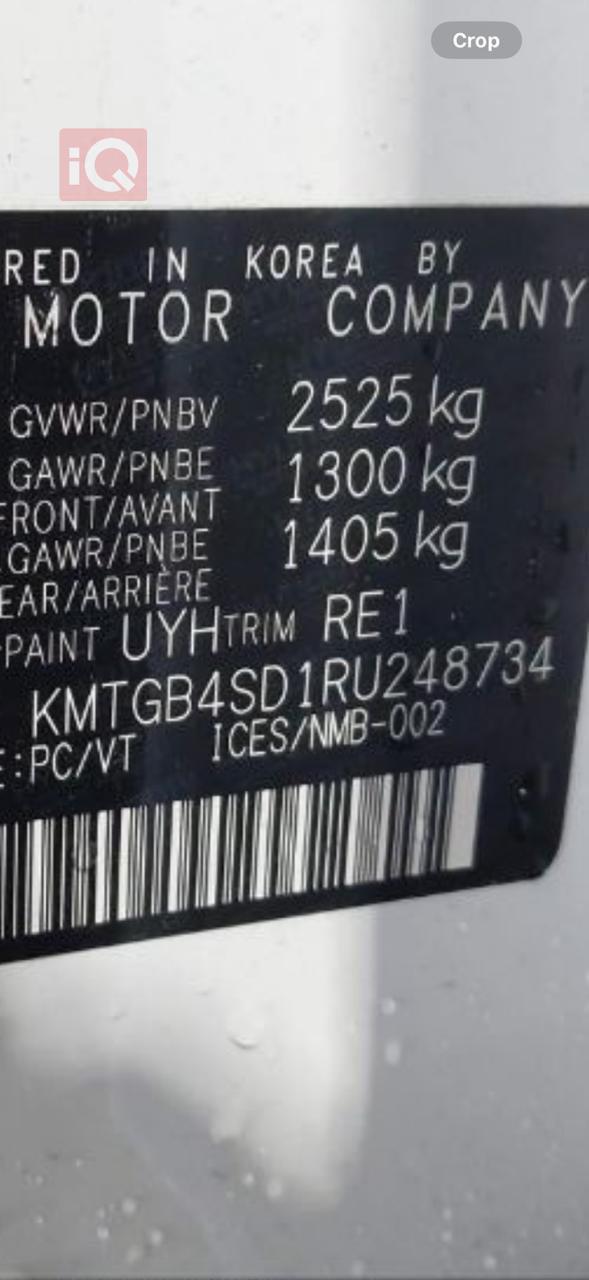 Crop
iQ
RED IN KOREA BY
MOTOR COMPANY
GVWR/PNBV 2525 kg
GAWR/PNBE 1300 kg
FRONT/AVANT
GAWR/PNBE 1405 kg
EAR/ARRIÈRE
PAINT UYH TRIM RE1
KMTGB4SD1RU248734
E:PC/VT ICES/NMB-002